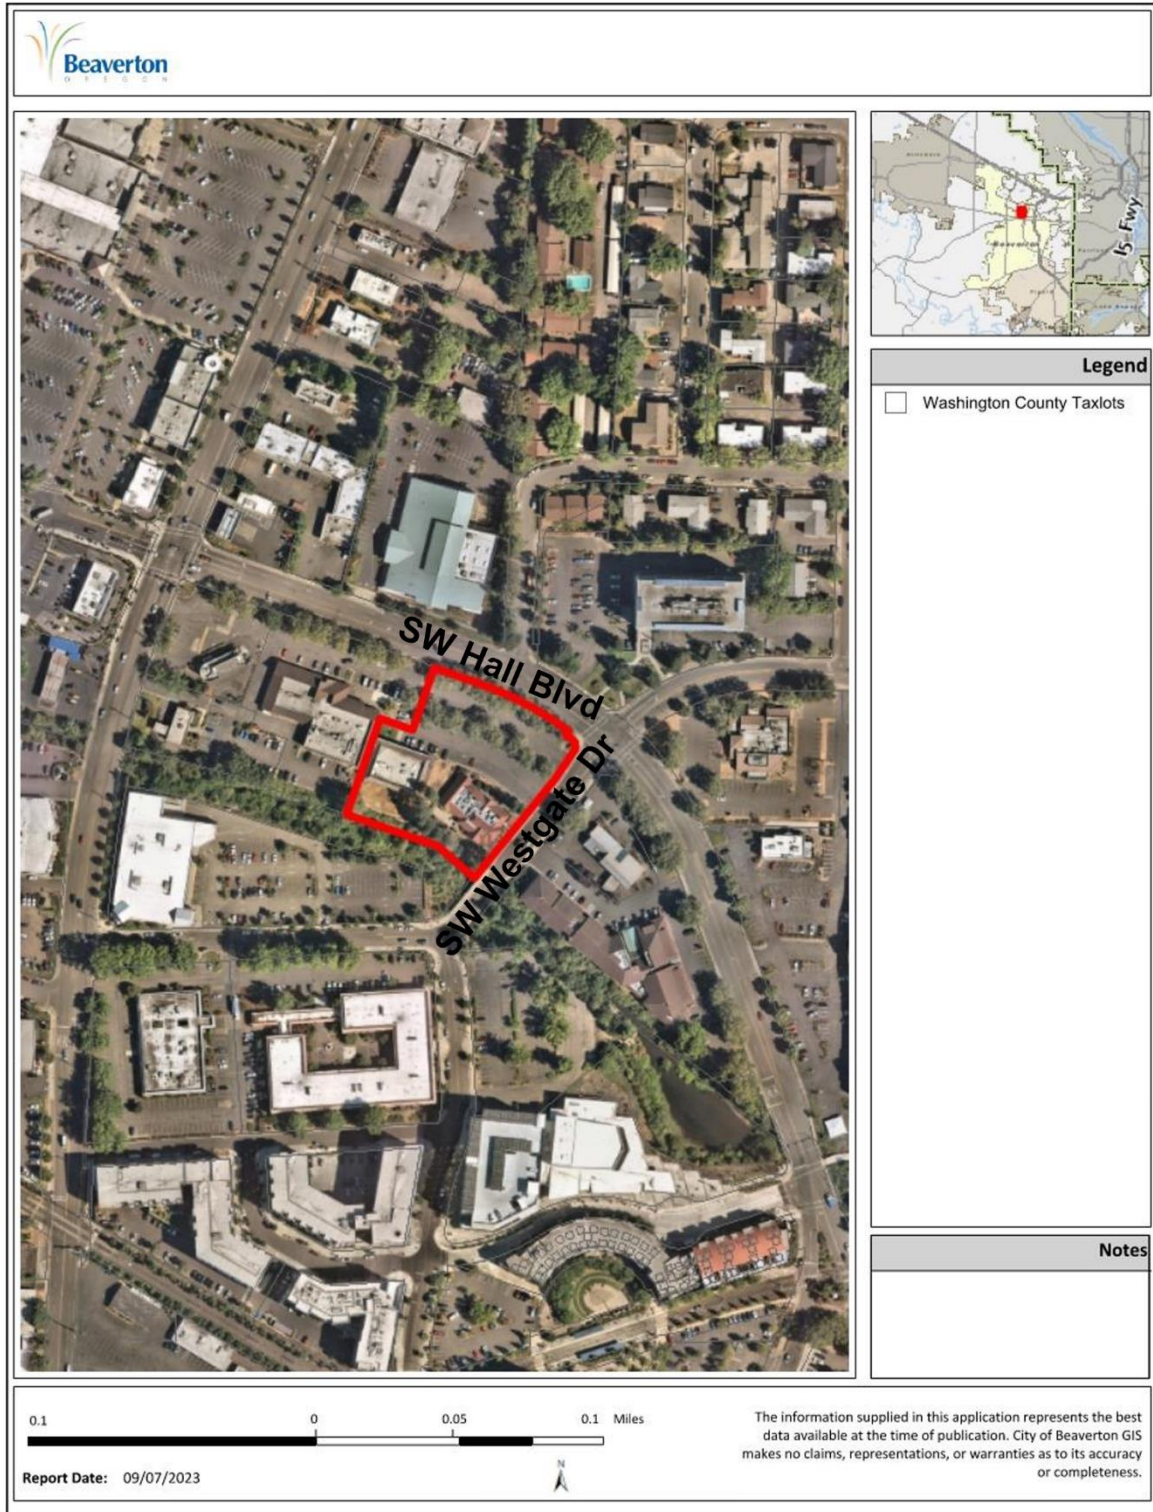 Beaverton
OREGON
I5 Fwy
Beaverton
Legend
Washington County Taxlots
SW Hall Blvd
SW Westgate Dr
Notes
0.1
0
0.05
0.1 Miles
The information supplied in this application represents the best
data available at the time of publication. City of Beaverton GIS
makes no claims, representations, or warranties as to its accuracy
or completeness.
Report Date: 09/07/2023
N